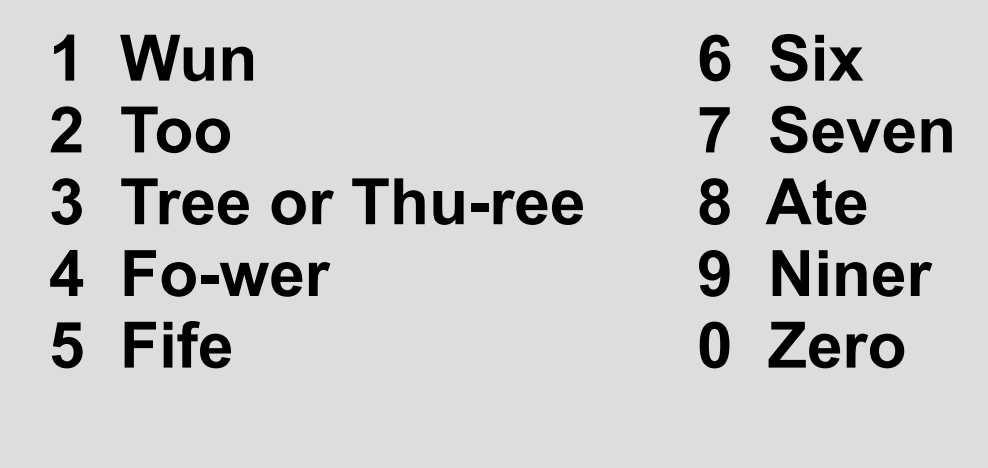 1 Wun
2 Too
3 Tree or Thu-ree
4 Fo-wer
5 Fife
6 Six
7 Seven
8 Ate
9 Niner
0 Zero